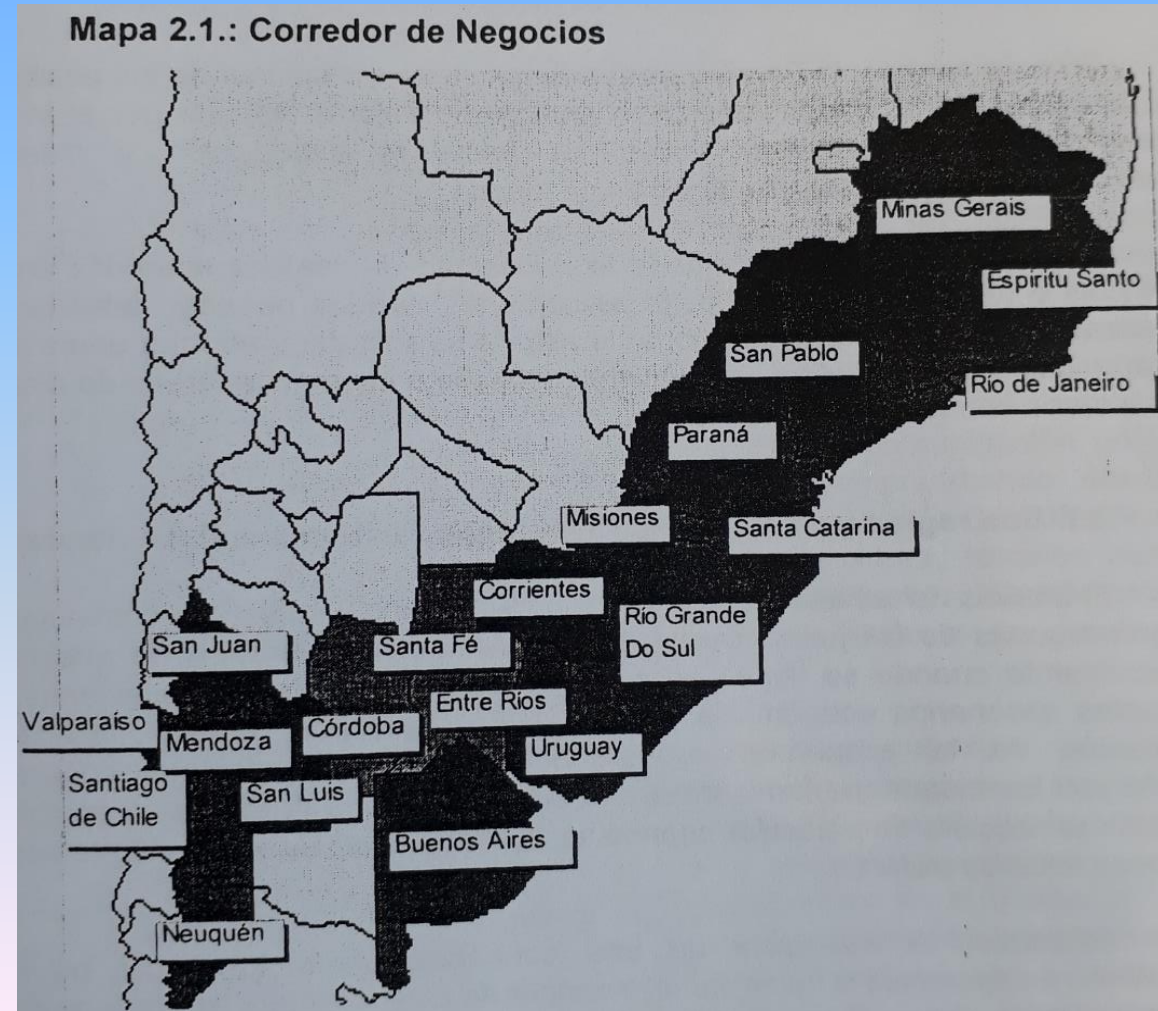 Mapa 2.1.: Corredor de Negocios
Minas Gerais
Espíritu Santo
San Pablo
Río de Janeiro
Paraná
Misiones
Santa Catarina
Corrientes
Río Grande
Do Sul
San Juan
Santa Fé
Entre Ríos
Valparaíso
Córdoba
Mendoza
Uruguay
Santiago
de Chile
San Luis
Buenos Aires
Neuquén